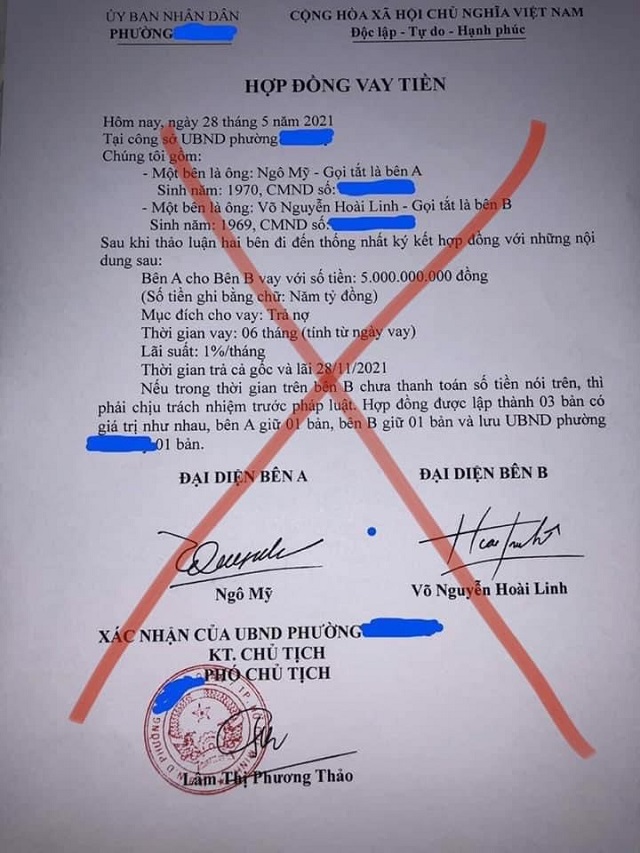 ỦY BAN NHÂN DÂN
PHƯỜNG
CỘNG HÒA XÃ HỘI CHỦ NGHĨA VIỆT NAM
Độc lập - Tự do - Hạnh phúc
HỢP ĐỒNG VAY TIỀN
Hôm nay, ngày 28 tháng 5 năm 2021
Tại công sở UBND phường
Chúng tôi gồm:
- Một bên là ông: Ngô Mỹ - Gọi tắt là bên A
Sinh năm: 1970, CMND số:
- Một bên là ông: Võ Nguyễn Hoài Linh - Gọi tắt là bên B
Sinh năm: 1969, CMND số:
Sau khi thảo luận hai bên đi đến thống nhất ký kết hợp đồng với những nội
dung sau:
Bên A cho Bên B vay với số tiền: 5.000.000.000 đồng
(Số tiền ghi bằng chữ: Năm tỷ đồng)
Mục đích cho vay: Trả nợ
Thời gian vay: 06 tháng (tính từ ngày vay)
Lãi suất: 1%/tháng
Thời gian trả cả gốc và lãi 28/11/2021
Nếu trong thời gian trên bên B chưa thanh toán số tiền nói trên, thì
phải chịu trách nhiệm trước pháp luật. Hợp đồng được lập thành 03 bản có
giá trị như nhau, bên A giữ 01 bản, bên B giữ 01 bản và lưu UBND phường
01 bản.
ĐẠI DIỆN BÊN A
ĐẠI DIỆN BÊN B
Ngô Mỹ
Võ Nguyễn Hoài Linh
XÁC NHẬN CỦA UBND PHƯỜNG
KT. CHỦ TỊCH
PHÓ CHỦ TỊCH
Lâm Thị Phương Thảo